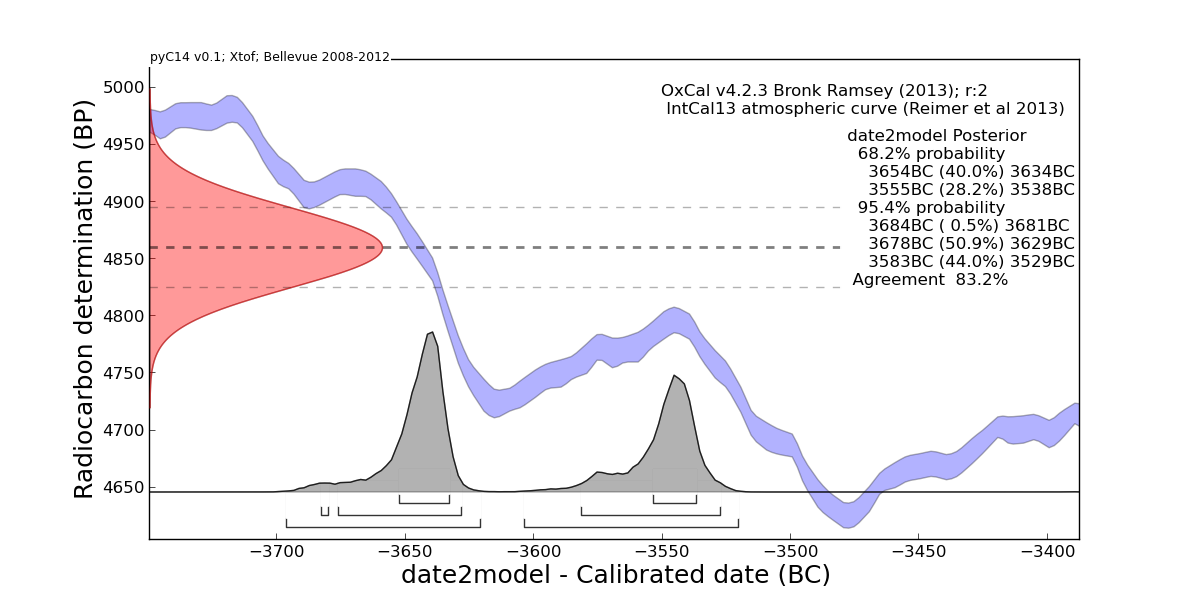 pyC14 v0.1; Xtof; Bellevue 2008-2012
OxCal v4.2.3 Bronk Ramsey (2013); r:2
IntCal13 atmospheric curve (Reimer et al 2013)
date2model Posterior
68.2% probability
3654BC (40.0%) 3634BC
3555BC (28.2%) 3538BC
95.4% probability
3684BC ( 0.5%) 3681BC
3678BC (50.9%) 3629BC
3583BC (44.0%) 3529BC
Agreement  83.2%
Radiocarbon determination (BP)
5000
4950
4900
4850
4800
4750
4700
4650
−3700 −3650 −3600 −3550 −3500 −3450 −3400
date2model - Calibrated date (BC)